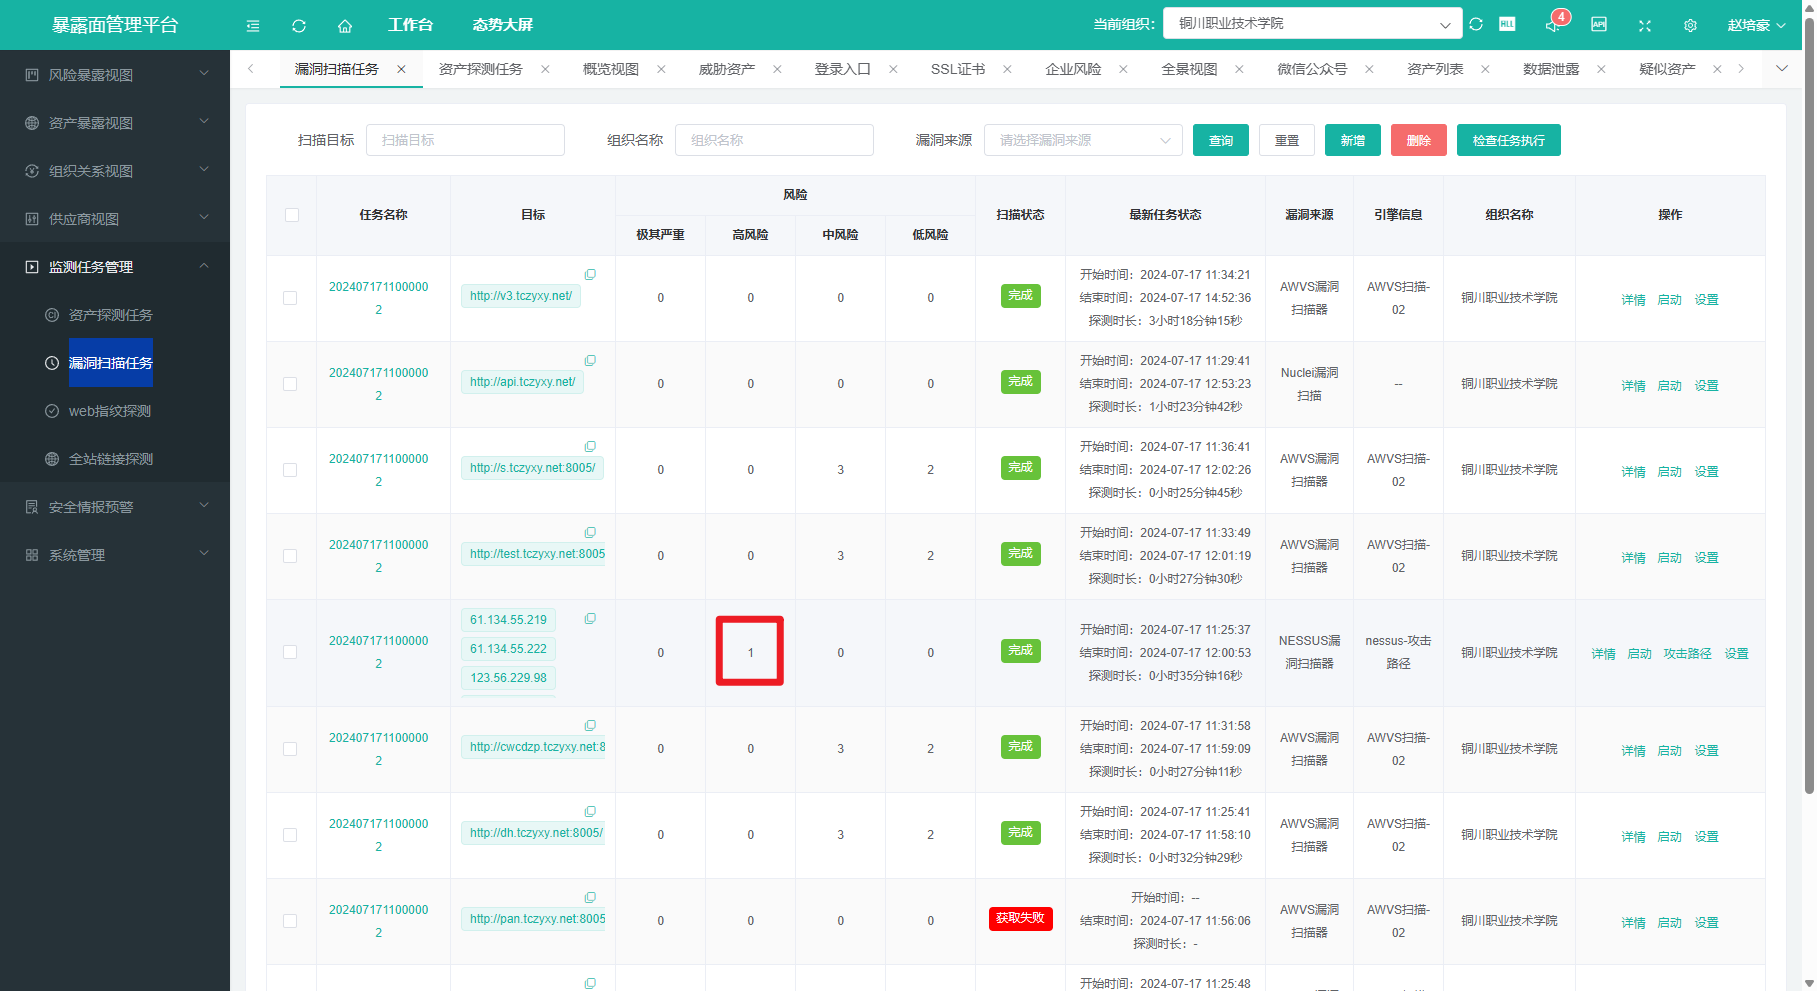 暴露面管理平台
工作台
态势大屏
当前组织：
铜川职业技术学院
HLL
4
API
赵培豪
风险暴露视图
资产暴露视图
组织关系视图
供应商视图
监测任务管理
资产探测任务
漏洞扫描任务
web指纹探测
全站链接探测
安全情报预警
系统管理
漏洞扫描任务
资产探测任务
概览视图
威胁资产
登录入口
SSL证书
企业风险
全景视图
微信公众号
资产列表
数据泄露
疑似资产
扫描目标
扫描目标
组织名称
组织名称
漏洞来源
请选择漏洞来源
查询
重置
新增
删除
检查任务执行
任务名称
目标
风险
极其严重
高风险
中风险
低风险
扫描状态
最新任务状态
漏洞来源
引擎信息
组织名称
操作
202407171100000
2
http://v3.tczyxy.net/
0
0
0
0
完成
开始时间：2024-07-17 11:34:21
结束时间：2024-07-17 14:52:36
探测时长：3小时18分钟15秒
AWVS漏洞
扫描器
AWVS扫描-
02
铜川职业技术学院
详情 启动 设置
202407171100000
2
http://api.tczyxy.net/
0
0
0
0
完成
开始时间：2024-07-17 11:29:41
结束时间：2024-07-17 12:53:23
探测时长：1小时23分钟42秒
Nuclei漏洞
扫描
--
铜川职业技术学院
详情 启动 设置
202407171100000
2
http://s.tczyxy.net:8005/
0
0
3
2
完成
开始时间：2024-07-17 11:36:41
结束时间：2024-07-17 12:02:26
探测时长：0小时25分钟45秒
AWVS漏洞
扫描器
AWVS扫描-
02
铜川职业技术学院
详情 启动 设置
202407171100000
2
http://test.tczyxy.net:8005
0
0
3
2
完成
开始时间：2024-07-17 11:33:49
结束时间：2024-07-17 12:01:19
探测时长：0小时27分钟30秒
AWVS漏洞
扫描器
AWVS扫描-
02
铜川职业技术学院
详情 启动 设置
202407171100000
2
61.134.55.219
61.134.55.222
123.56.229.98
0
1
0
0
完成
开始时间：2024-07-17 11:25:37
结束时间：2024-07-17 12:00:53
探测时长：0小时35分钟16秒
NESSUS漏
洞扫描器
nessus-攻击
路径
铜川职业技术学院
详情 启动 攻击路径 设置
202407171100000
2
http://cwcdzp.tczyxy.net:8
0
0
3
2
完成
开始时间：2024-07-17 11:31:58
结束时间：2024-07-17 11:59:09
探测时长：0小时27分钟11秒
AWVS漏洞
扫描器
AWVS扫描-
02
铜川职业技术学院
详情 启动 设置
202407171100000
2
http://dh.tczyxy.net:8005/
0
0
3
2
完成
开始时间：2024-07-17 11:25:41
结束时间：2024-07-17 11:58:10
探测时长：0小时32分钟29秒
AWVS漏洞
扫描器
AWVS扫描-
02
铜川职业技术学院
详情 启动 设置
202407171100000
2
http://pan.tczyxy.net:8005
0
0
0
0
获取失败
开始时间：--
结束时间：2024-07-17 11:56:06
探测时长：-
AWVS漏洞
扫描器
AWVS扫描-
02
铜川职业技术学院
详情 启动 设置
开始时间：2024-07-17 11:25:48